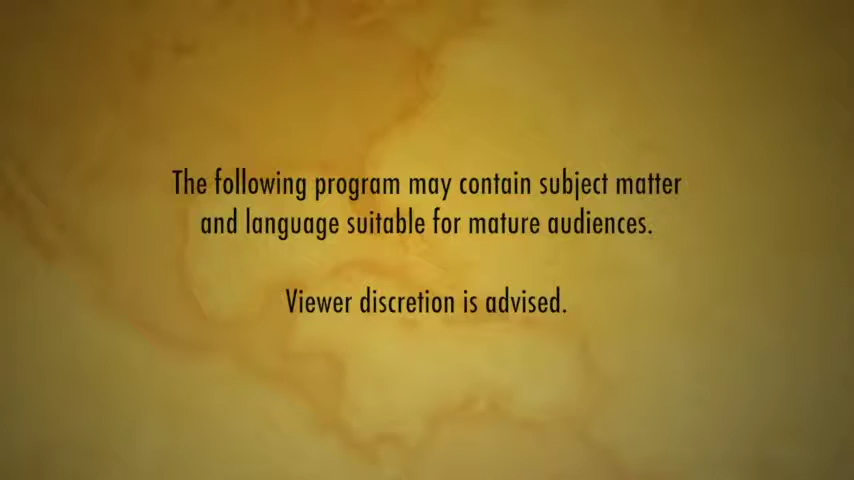 The following program may contain subject matter
and language suitable for mature audiences.
Viewer discretion is advised.